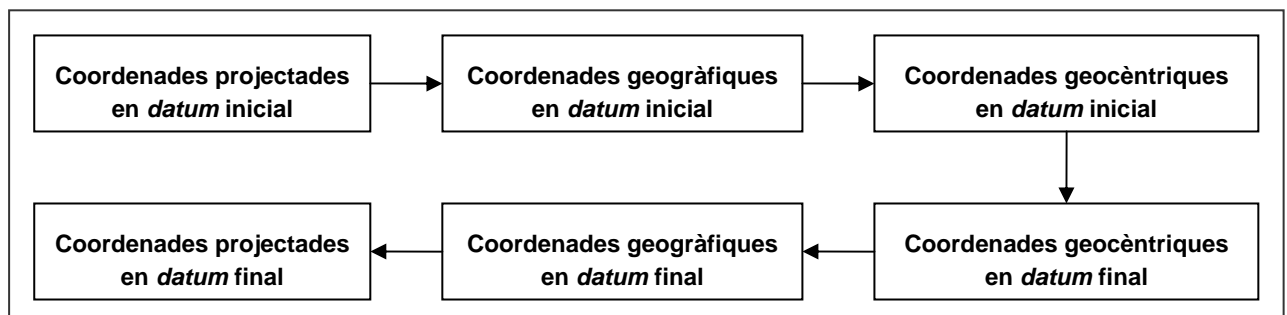 Coordenades projectades
en datum inicial
Coordenades geogràfiques
en datum inicial
Coordenades geocèntriques
en datum inicial
Coordenades projectades
en datum final
Coordenades geogràfiques
en datum final
Coordenades geocèntriques
en datum final